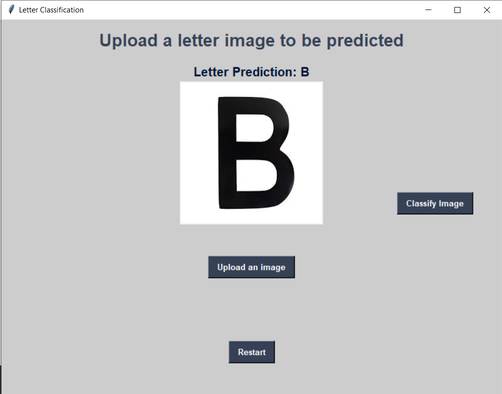 Letter Classification
Upload a letter image to be predicted
Letter Prediction: B
B
Classify Image
Upload an image
Restart